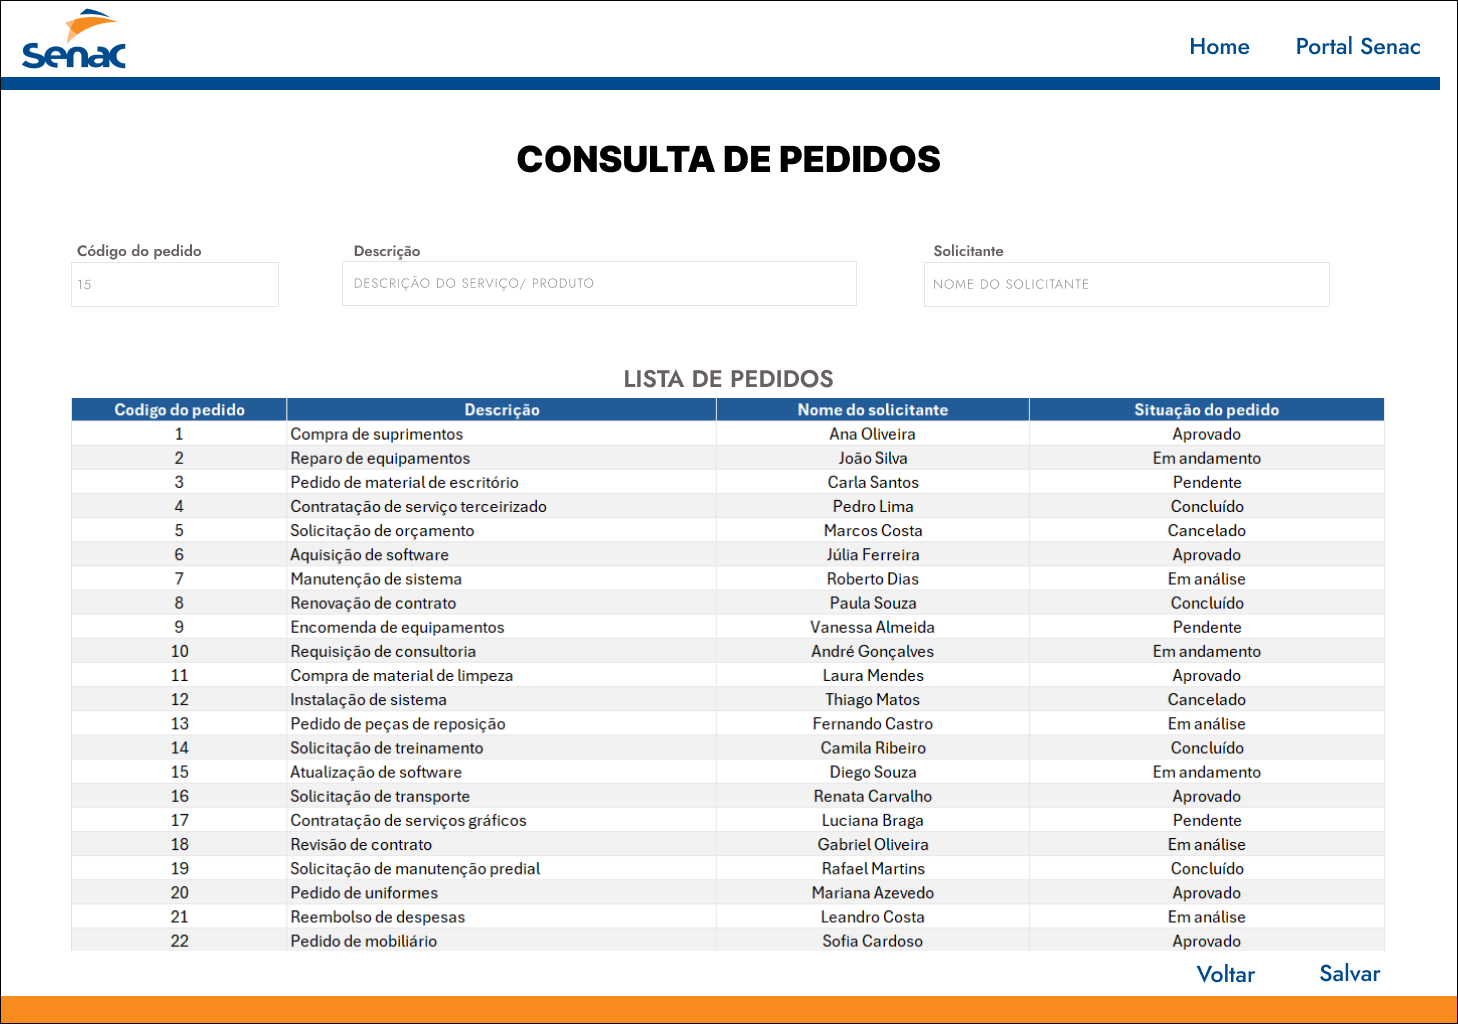 Senac
Home Portal Senac
CONSULTA DE PEDIDOS
Código do pedido Descrição Solicitante
15 DESCRIÇÃO DO SERVIÇO/ PRODUTO NOME DO SOLICITANTE
LISTA DE PEDIDOS
Codigo do pedido Descrição Nome do solicitante Situação do pedido
1 Compra de suprimentos Ana Oliveira Aprovado
2 Reparo de equipamentos João Silva Em andamento
3 Pedido de material de escritório Carla Santos Pendente
4 Contratação de serviço terceirizado Pedro Lima Concluído
5 Solicitação de orçamento Marcos Costa Cancelado
6 Aquisição de software Júlia Ferreira Aprovado
7 Manutenção de sistema Roberto Dias Em análise
8 Renovação de contrato Paula Souza Concluído
9 Encomenda de equipamentos Vanessa Almeida Pendente
10 Requisição de consultoria André Gonçalves Em andamento
11 Compra de material de limpeza Laura Mendes Aprovado
12 Instalação de sistema Thiago Matos Cancelado
13 Pedido de peças de reposição Fernando Castro Em análise
14 Solicitação de treinamento Camila Ribeiro Concluído
15 Atualização de software Diego Souza Em andamento
16 Solicitação de transporte Renata Carvalho Aprovado
17 Contratação de serviços gráficos Luciana Braga Pendente
18 Revisão de contrato Gabriel Oliveira Em análise
19 Solicitação de manutenção predial Rafael Martins Concluído
20 Pedido de uniformes Mariana Azevedo Aprovado
21 Reembolso de despesas Leandro Costa Em análise
22 Pedido de mobiliário Sofia Cardoso Aprovado
Voltar Salvar